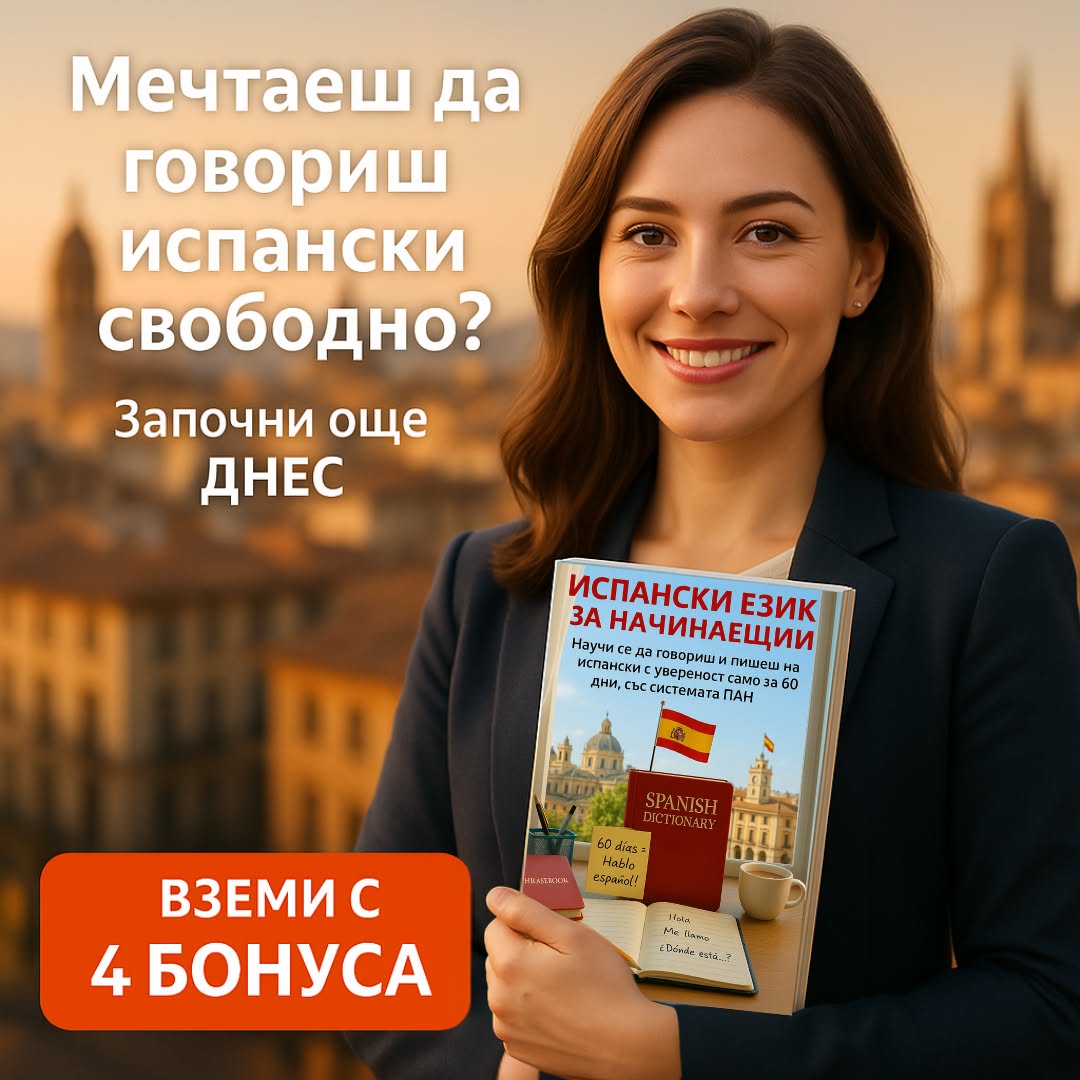 Мечтаеш да
говориш
испански
свободно?
Започни още
ДНЕС
ВЗЕМИ С
4 БОНУСА
ИСПАНСКИ ЕЗИК
ЗА НАЧИНАЕЩИИ
Научи се да говориш и пишеш на
испански с увереност само за 60
дни, със системата ПАН
SPANISH
DICTIONARY
60 días =
Hablo
español!
HRASEBOOK
Hola
Me llamo
¿Dónde está...?